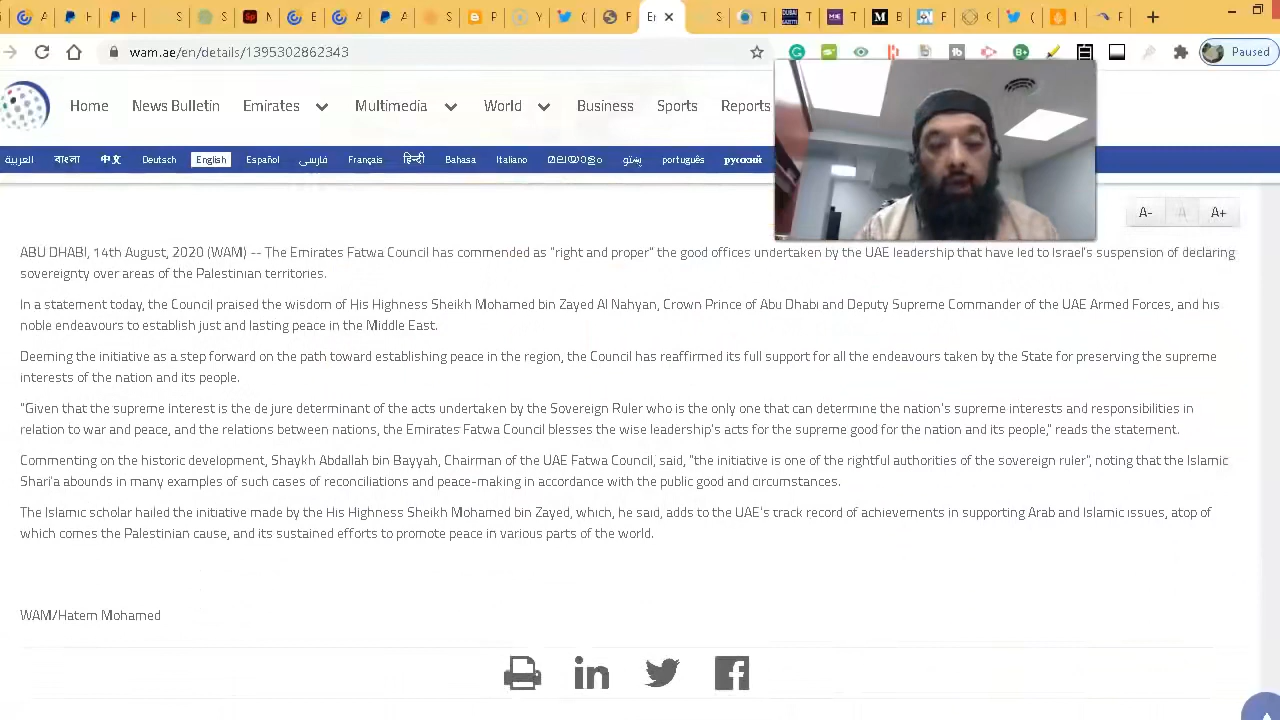 wam.ae/en/details/1395302862343
Paused
Home News Bulletin Emirates Multimedia World Business Sports Reports
العربية বাংলা 中文 Deutsch English Español فارسی Français हिन्दी Bahasa Italiano മലയാളം پښتو português русский
A- A A+
ABU DHABI, 14th August, 2020 (WAM) -- The Emirates Fatwa Council has commended as "right and proper" the good offices undertaken by the UAE leadership that have led to Israel's suspension of declaring
sovereignty over areas of the Palestinian territories.
In a statement today, the Council praised the wisdom of His Highness Sheikh Mohamed bin Zayed Al Nahyan, Crown Prince of Abu Dhabi and Deputy Supreme Commander of the UAE Armed Forces, and his
noble endeavours to establish just and lasting peace in the Middle East.
Deeming the initiative as a step forward on the path toward establishing peace in the region, the Council has reaffirmed its full support for all the endeavours taken by the State for preserving the supreme
interests of the nation and its people.
"Given that the supreme Interest is the de jure determinant of the acts undertaken by the Sovereign Ruler who is the only one that can determine the nation's supreme interests and responsibilities in
relation to war and peace, and the relations between nations, the Emirates Fatwa Council blesses the wise leadership's acts for the supreme good for the nation and its people," reads the statement.
Commenting on the historic development, Shaykh Abdallah bin Bayyah, Chairman of the UAE Fatwa Council, said, "the initiative is one of the rightful authorities of the sovereign ruler", noting that the Islamic
Shari'a abounds in many examples of such cases of reconciliations and peace-making in accordance with the public good and circumstances.
The Islamic scholar hailed the initiative made by the His Highness Sheikh Mohamed bin Zayed, which, he said, adds to the UAE's track record of achievements in supporting Arab and Islamic issues, atop of
which comes the Palestinian cause, and its sustained efforts to promote peace in various parts of the world.
WAM/Hatem Mohamed